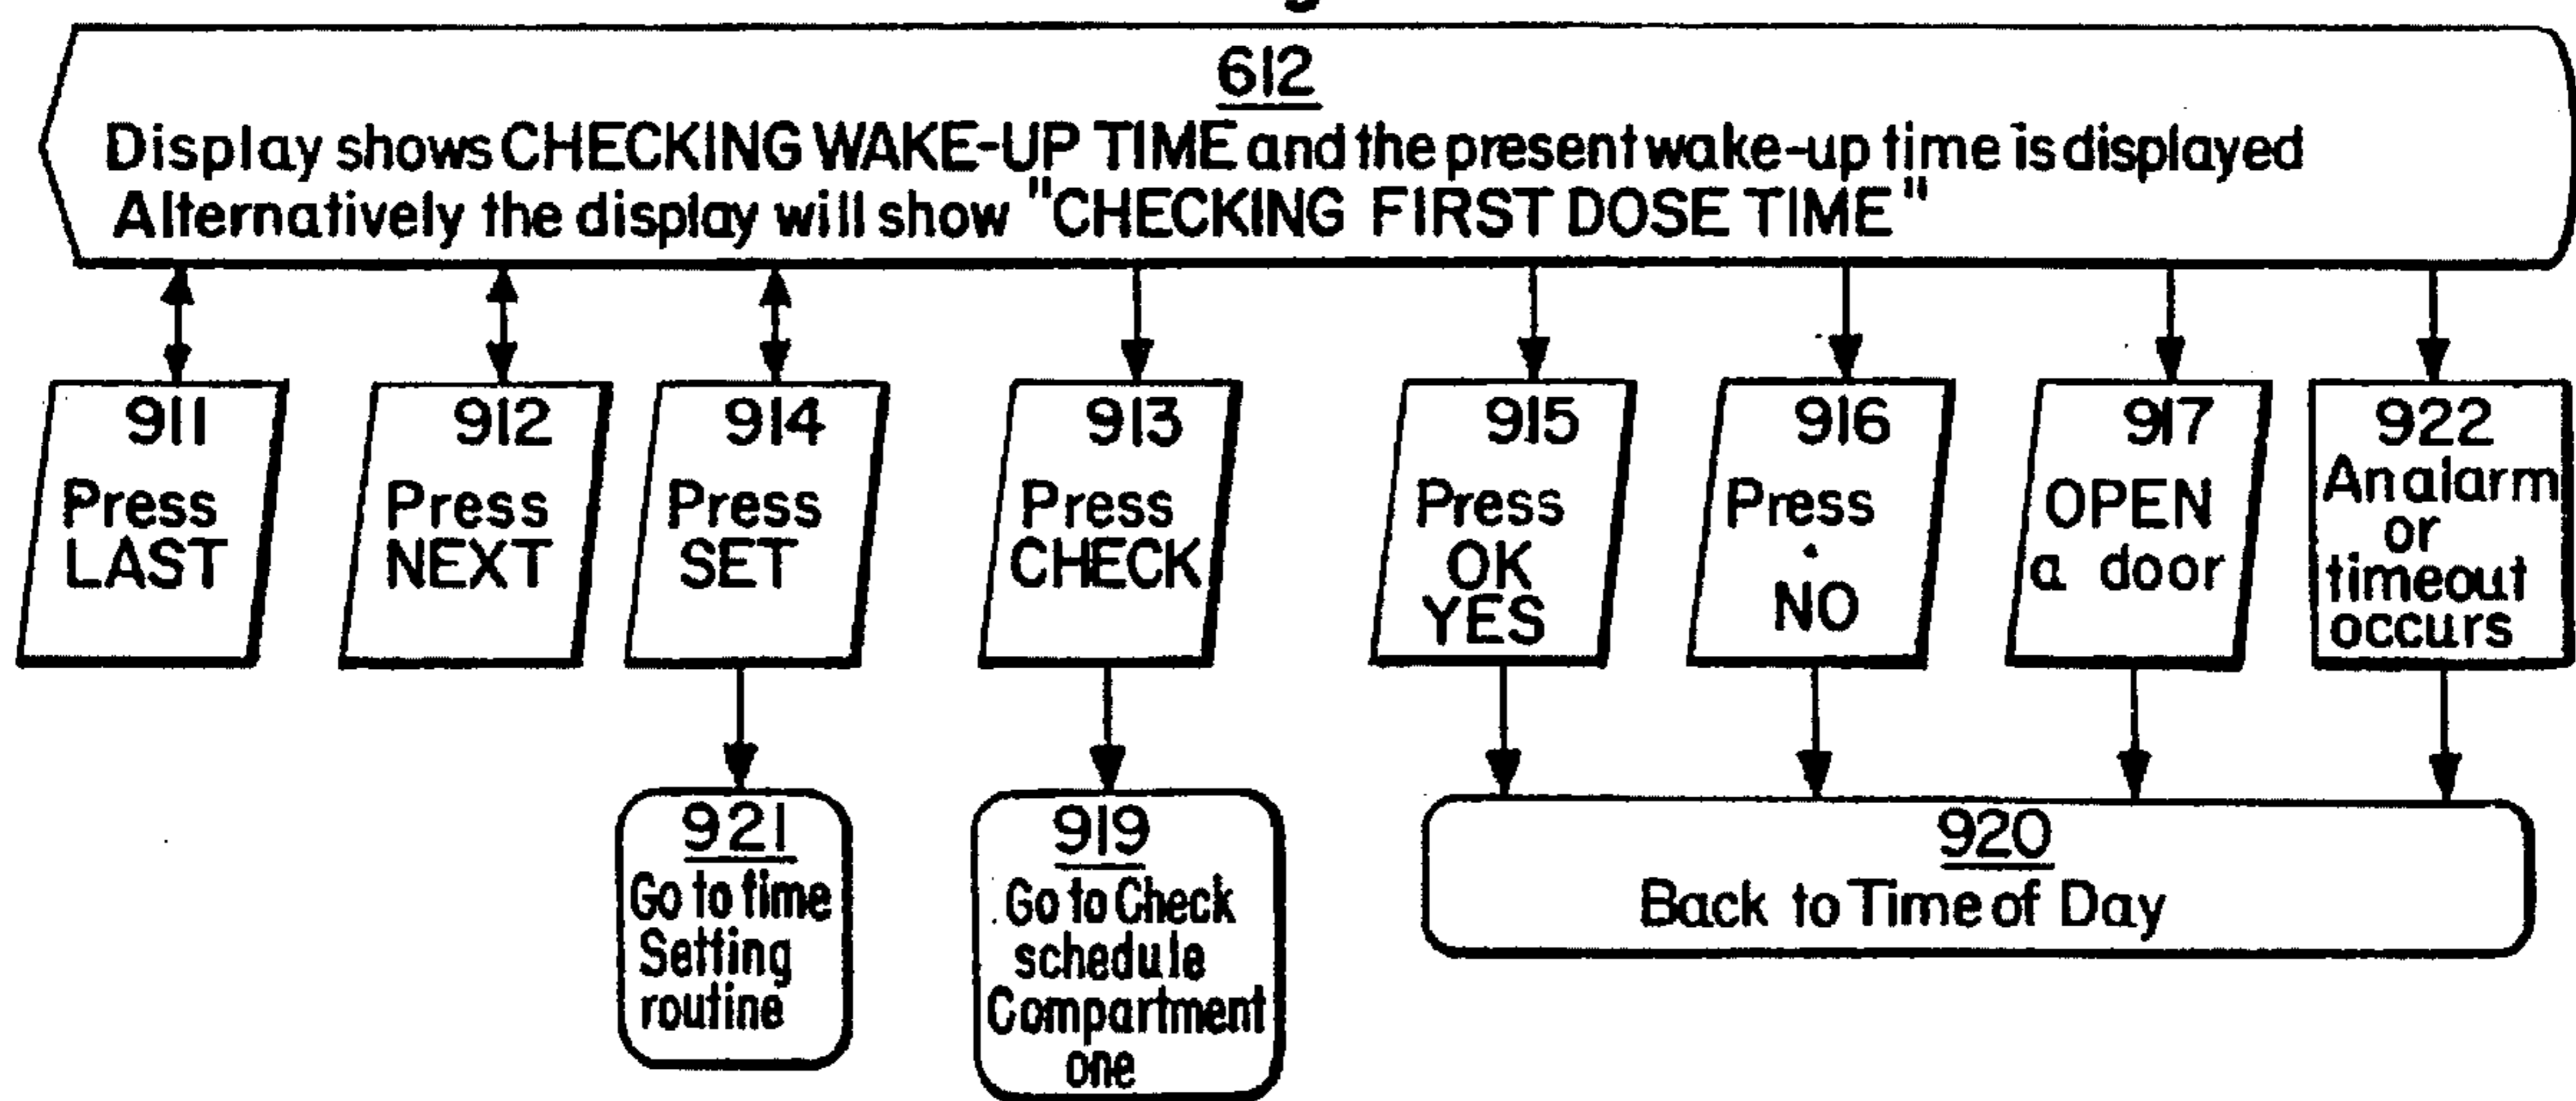 612
Display shows CHECKING WAKE-UP TIME and the present wake-up time is displayed
Alternatively the display will show "CHECKING FIRST DOSE TIME"
911
Press
LAST
912
Press
NEXT
914
Press
SET
913
Press
CHECK
915
Press
OK
YES
916
Press
NO
917
OPEN
a door
922
An alarm
or
timeout
occurs
921
Go to time
Setting
routine
919
Go to Check
schedule
Compartment
one
920
Back to Time of Day